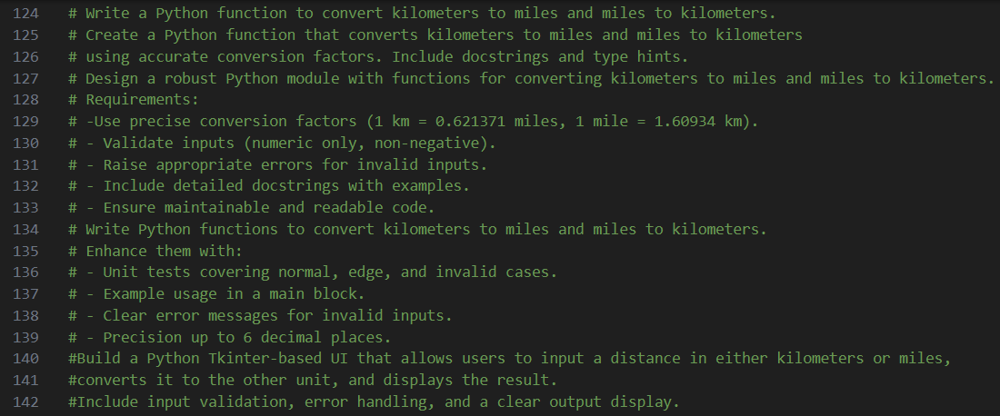 124 # Write a Python function to convert kilometers to miles and miles to kilometers.
125 # Create a Python function that converts kilometers to miles and miles to kilometers
126 # using accurate conversion factors. Include docstrings and type hints.
127 # Design a robust Python module with functions for converting kilometers to miles and miles to kilometers.
128 # Requirements:
129 # -Use precise conversion factors (1 km = 0.621371 miles, 1 mile = 1.60934 km).
130 # - Validate inputs (numeric only, non-negative).
131 # - Raise appropriate errors for invalid inputs.
132 # - Include detailed docstrings with examples.
133 # - Ensure maintainable and readable code.
134 # Write Python functions to convert kilometers to miles and miles to kilometers.
135 # Enhance them with:
136 # - Unit tests covering normal, edge, and invalid cases.
137 # - Example usage in a main block.
138 # - Clear error messages for invalid inputs.
139 # - Precision up to 6 decimal places.
140 #Build a Python Tkinter-based UI that allows users to input a distance in either kilometers or miles,
141 #converts it to the other unit, and displays the result.
142 #Include input validation, error handling, and a clear output display.